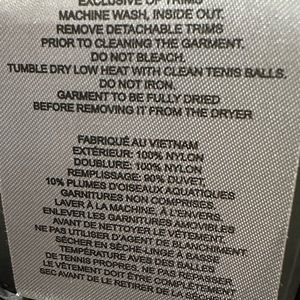 EXCLUSIVE OF TRIMS
MACHINE WASH, INSIDE OUT.
REMOVE DETACHABLE TRIMS
PRIOR TO CLEANING THE GARMENT.
DO NOT BLEACH.
TUMBLE DRY LOW HEAT WITH CLEAN TENIS BALLS.
DO NOT IRON.
GARMENT TO BE FULLY DRIED
BEFORE REMOVING IT FROM THE DRYER
FABRIQUÉ AU VIETNAM
EXTÉRIEUR: 100% NYLON
DOUBLURE: 100% NYLON
REMPLISSAGE: 90% DUVET,
10% PLUMES D'OISEAUX AQUATIQUES
GARNITURES NON COMPRISES
LAVER À LA MACHINE, À L'ENVERS.
ENLEVER LES GARNITURES AMOVIBLES
AVANT DE NETTOYER LE VÊTEMENT.
NE PAS UTILISER D'AGENT DE BLANCHIMENT
SÉCHER EN SÈCHE-LINGE À BASSE
TEMPÉRATURE AVEC DES BALLES
DE TENNIS PROPRES, NE PAS REPASSER
LE VÊTEMENT DOIT ÊTRE COMPLÈTEMENT
SEC AVANT DE LE RETIRER DE LA SÉCH